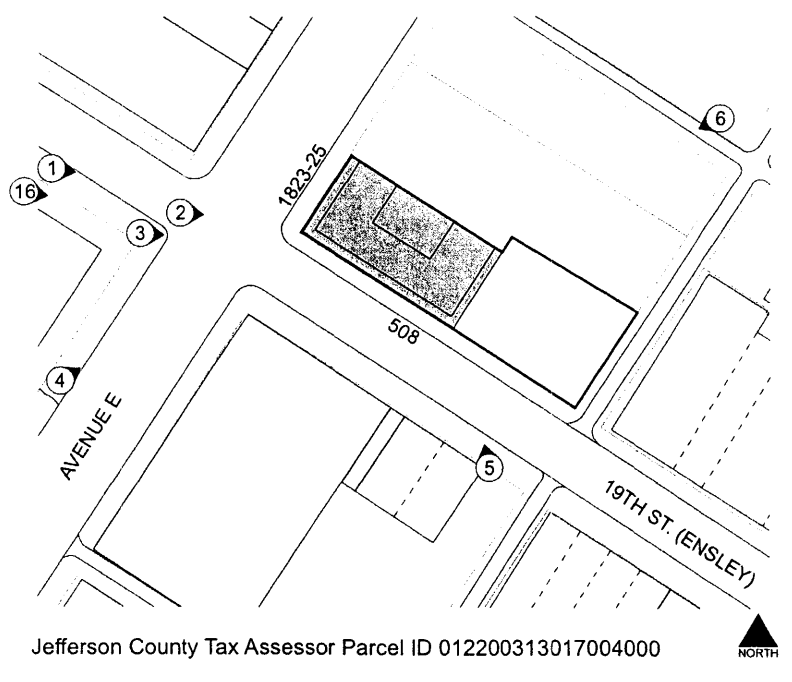 6
1
16
2
3
1823-25
508
4
AVENUE E
5
19TH ST. (ENSLEY)
Jefferson County Tax Assessor Parcel ID 012200313017004000
NORTH